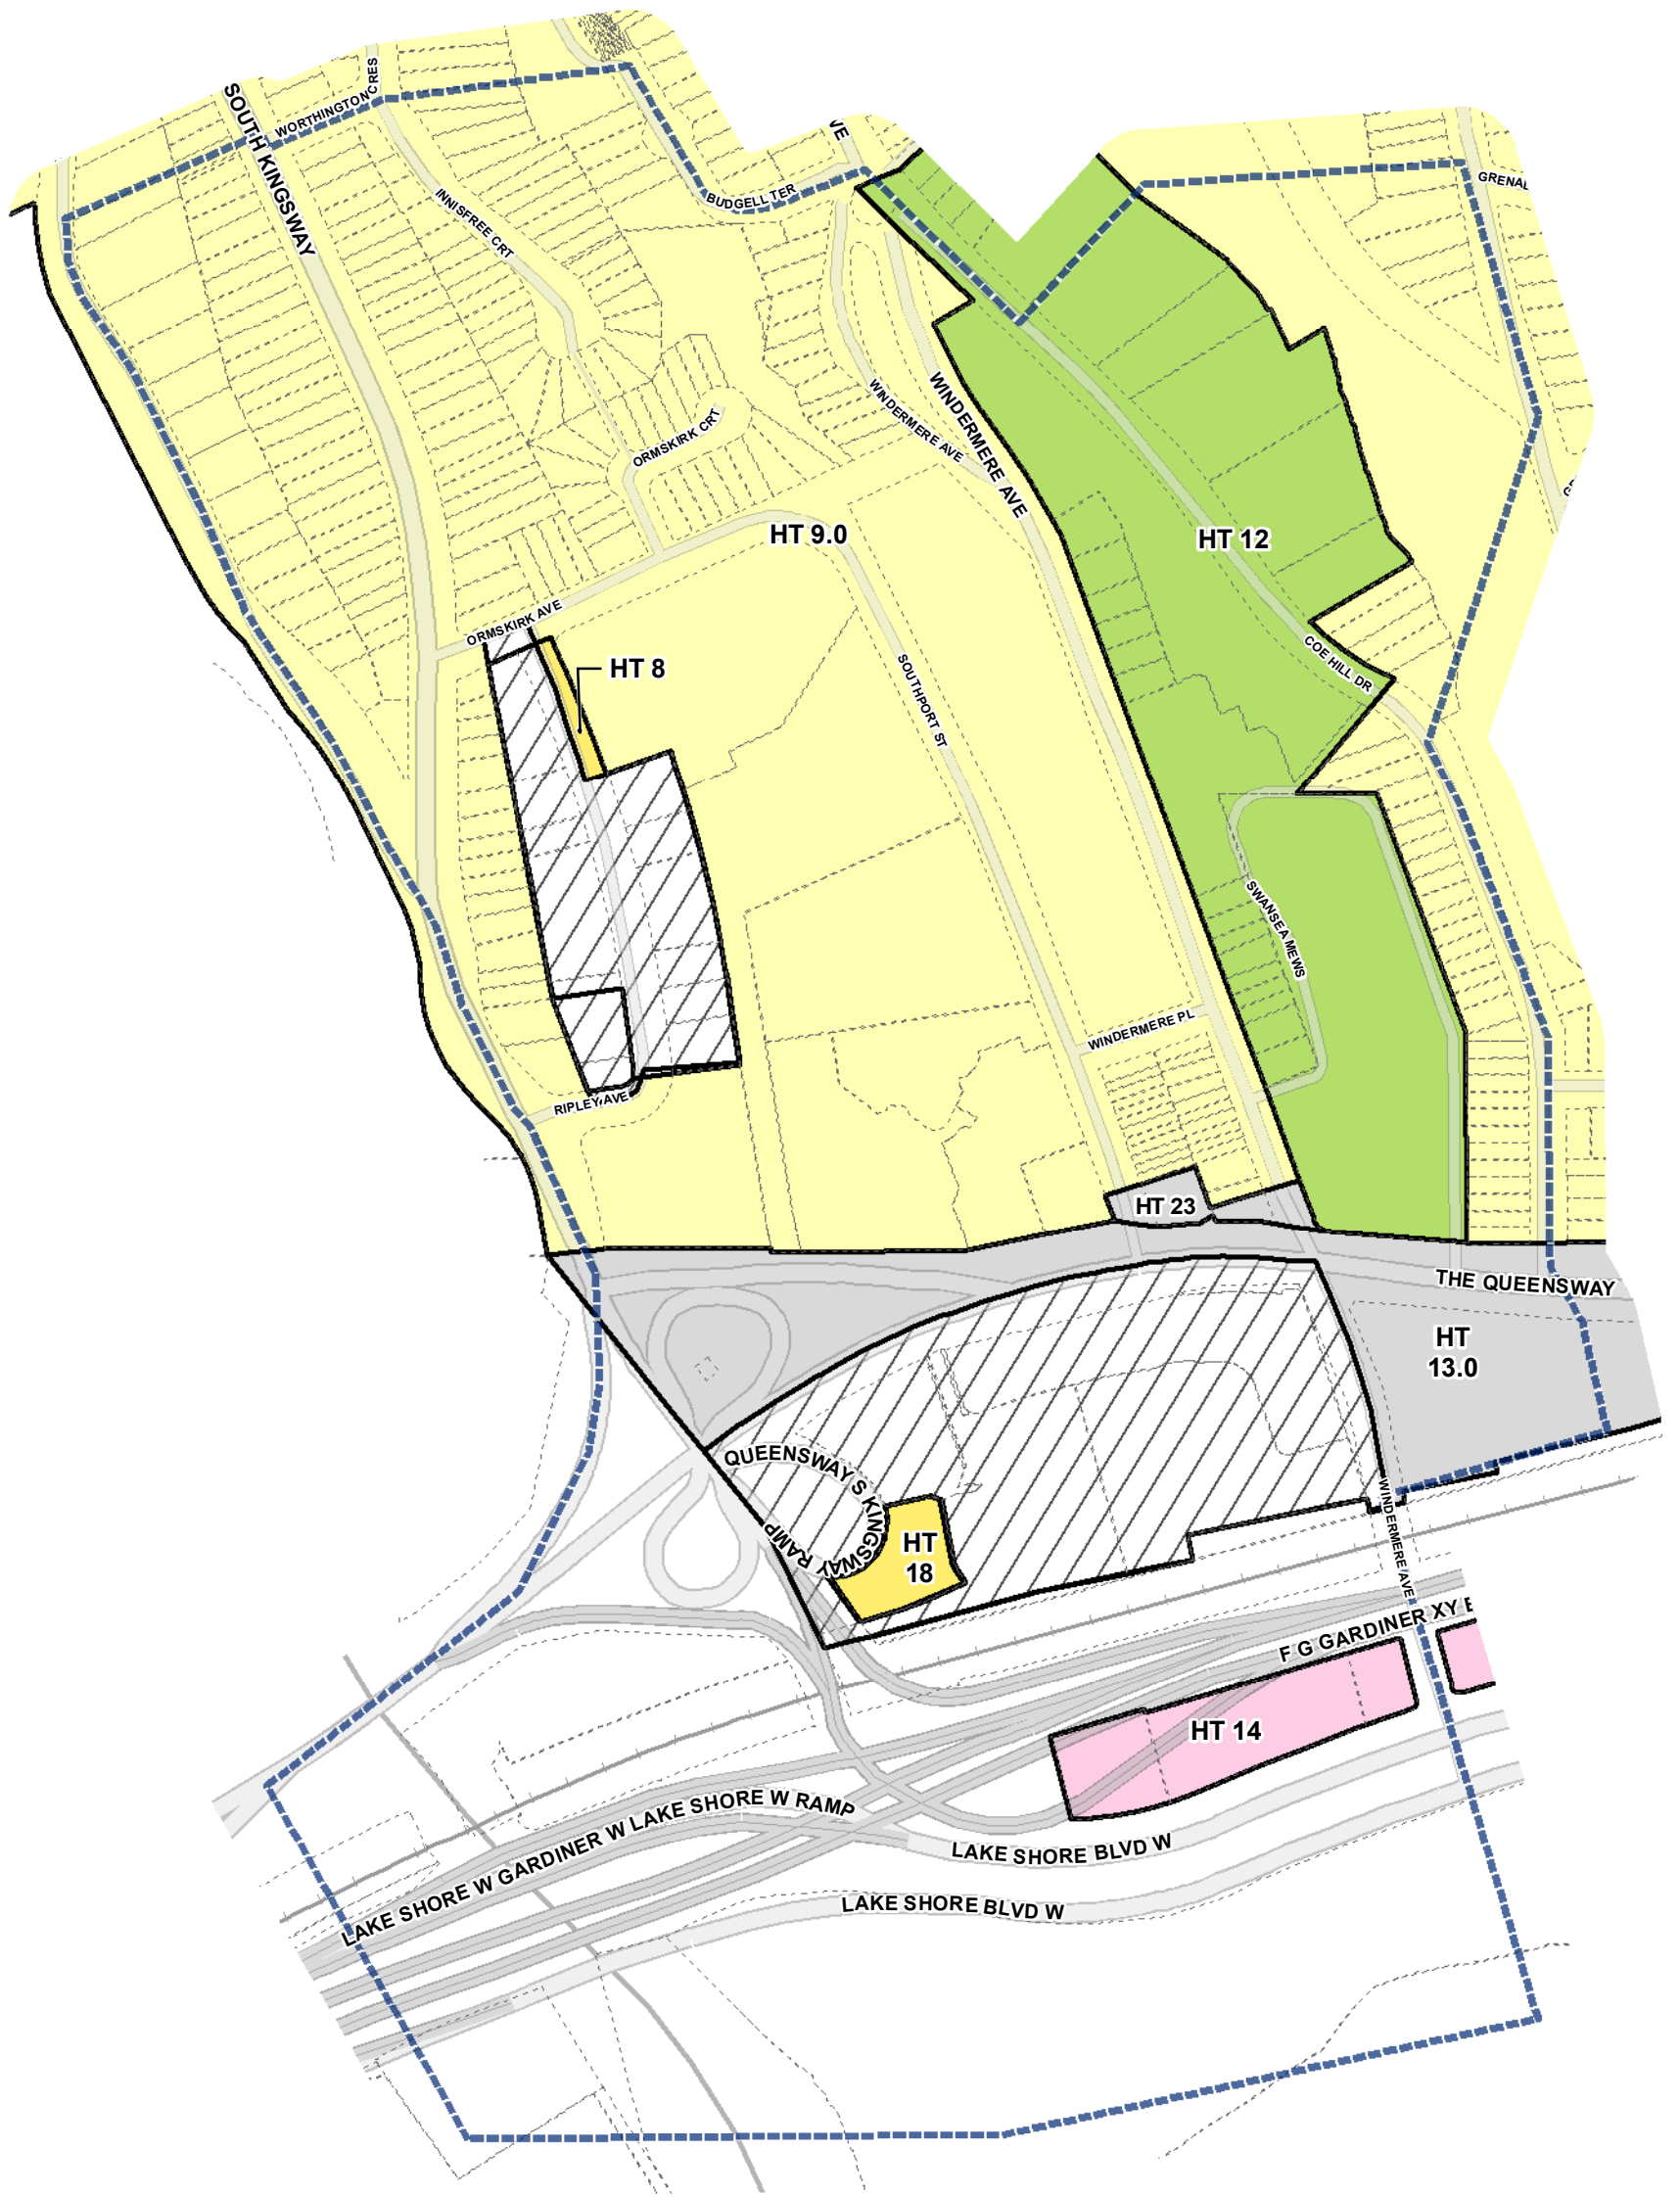 SOUTH KINGSWAY
WORTHINGTON CRES
INNISFREE CRT
BUDGELL TER
VE
GRENAL
ORMSKIRK CRT
WINDERMERE AVE
WINDERMERE AVE
HT 9.0
HT 12
ORMSKIRK AVE
HT 8
COE HILL DR
SOUTHPORT ST
SWANSEA MEWS
WINDERMERE PL
RIPLEY AVE
HT 23
THE QUEENSWAY
HT
13.0
QUEENSWAY S KINGSWAY RAMP
HT
18
WINDERMERE AVE
F G GARDINER XY E
HT 14
LAKE SHORE W GARDINER W LAKE SHORE W RAMP
LAKE SHORE BLVD W
LAKE SHORE BLVD W